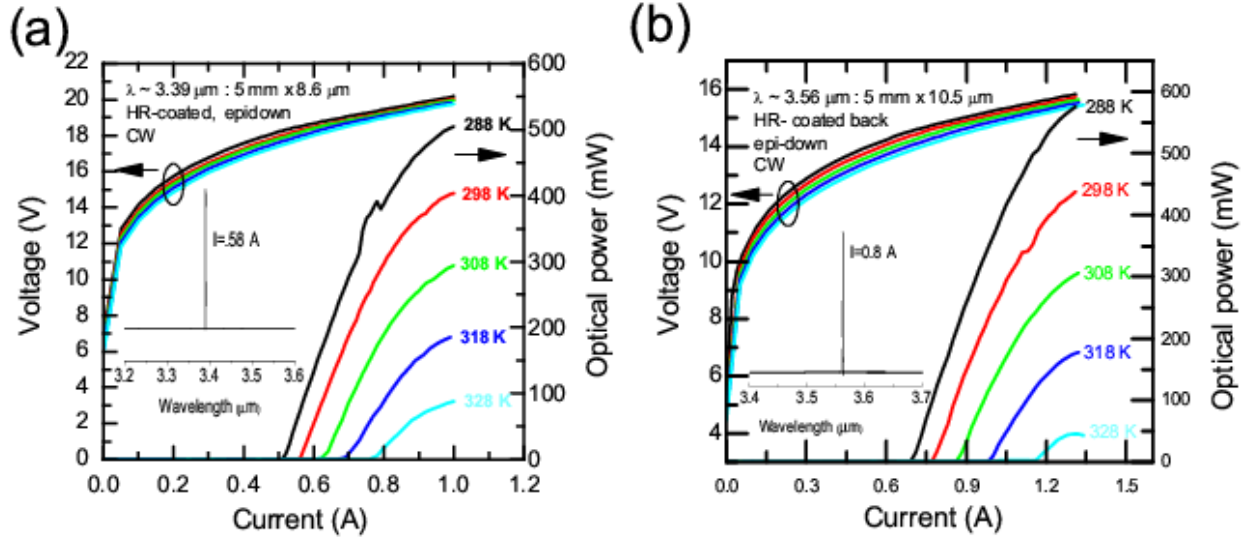 (a)
(b)
λ ~ 3.39 μm : 5 mm x 8.6 μm
HR-coated, epidown
CW
22
20
18
16
14
12
10
8
6
4
2
0
Voltage (V)
600
500
400
300
200
100
0
Optical power (mW)
288 K
298 K
308 K
318 K
328 K
I=.58 A
3.2 3.3 3.4 3.5 3.6
Wavelength (μm)
0.0 0.2 0.4 0.6 0.8 1.0 1.2
Current (A)
λ ~ 3.56 μm : 5 mm x 10.5 μm
HR- coated back
epi-down
CW
16
14
12
10
8
6
4
Voltage (V)
600
500
400
300
200
100
0
Optical power (mW)
288 K
298 K
308 K
318 K
328 K
I=0.8 A
3.4 3.5 3.6 3.7
Wavelength (μm)
0.0 0.3 0.6 0.9 1.2 1.5
Current (A)